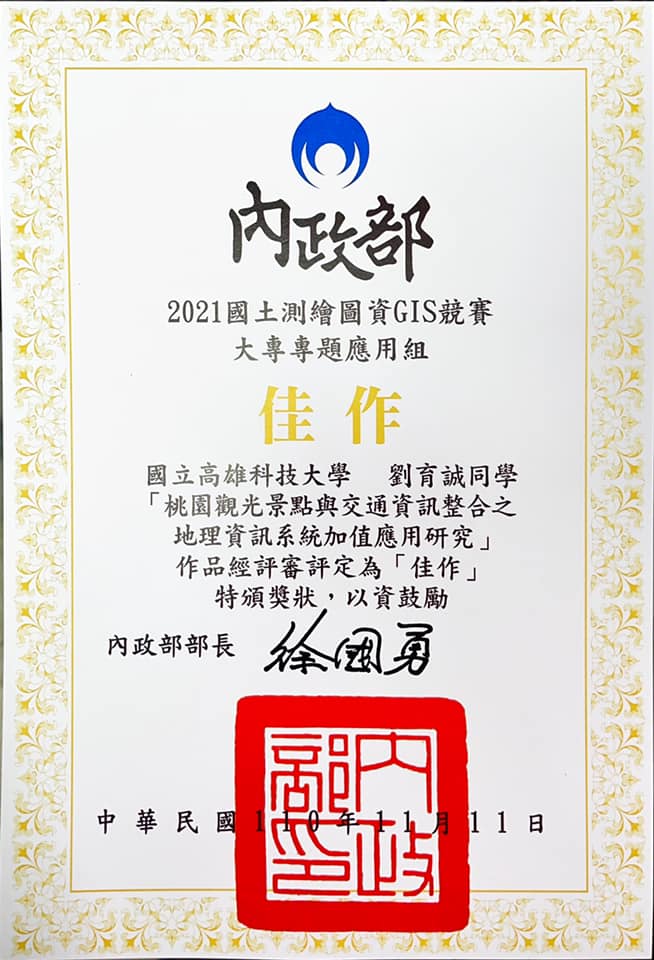 內政部
2021國土測繪圖資GIS競賽
大專專題應用組
佳作
國立高雄科技大學 劉育誠同學
「桃園觀光景點與交通資訊整合之
地理資訊系統加值應用研究」
作品經評審評定為「佳作」
特頒獎狀，以資鼓勵
內政部部長 徐國勇
內政部印
中華民國110年11月11日